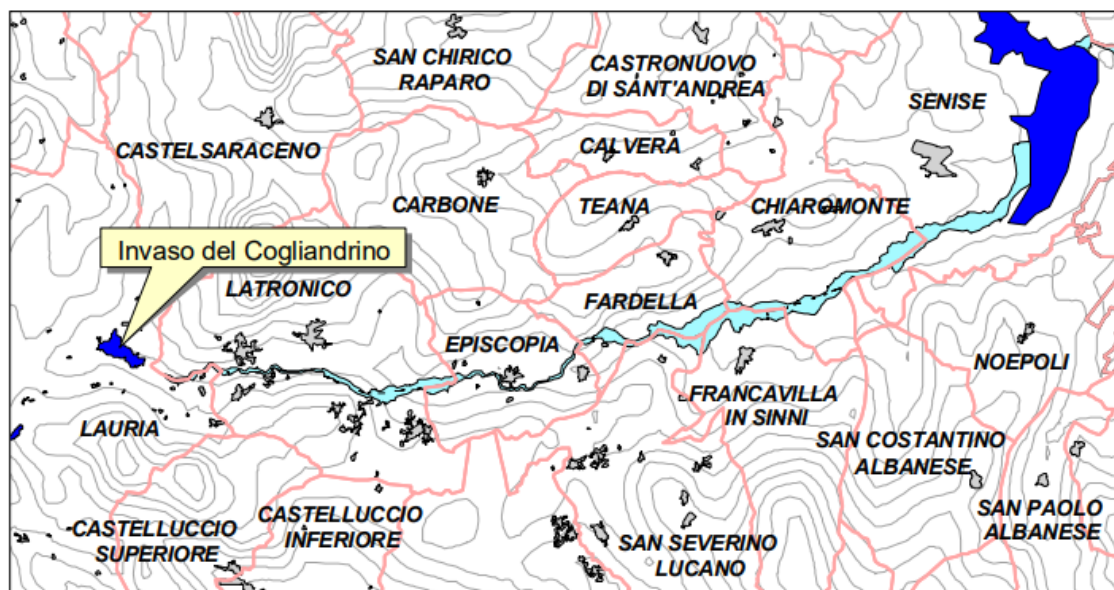 SAN CHIRICO
RAPARO
CASTRONUOVO
DI SANT'ANDREA
SENISE
CASTELSARACENO
CALVERÀ
CARBONE
TEANA
CHIAROMONTE
Invaso del Cogliandrino
LATRONICO
FARDELLA
EPISCOPIA
NOEPOLI
FRANCAVILLA
IN SINNI
LAURIA
SAN COSTANTINO
ALBANESE
CASTELLUCCIO
SUPERIORE
CASTELLUCCIO
INFERIORE
SAN SEVERINO
LUCANO
SAN PAOLO
ALBANESE